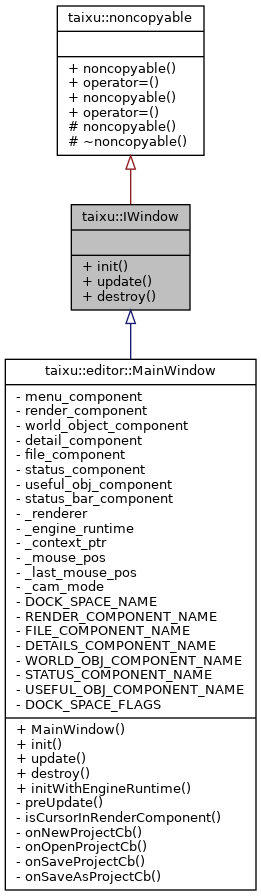 taixu::noncopyable
+ noncopyable()
+ operator=()
+ noncopyable()
+ operator=()
# noncopyable()
# ~noncopyable()
taixu::IWindow
+ init()
+ update()
+ destroy()
taixu::editor::MainWindow
- menu_component
- render_component
- world_object_component
- detail_component
- file_component
- status_component
- useful_obj_component
- status_bar_component
- _renderer
- _engine_runtime
- _context_ptr
- _mouse_pos
- _last_mouse_pos
- _cam_mode
- DOCK_SPACE_NAME
- RENDER_COMPONENT_NAME
- FILE_COMPONENT_NAME
- DETAILS_COMPONENT_NAME
- WORLD_OBJ_COMPONENT_NAME
- STATUS_COMPONENT_NAME
- USEFUL_OBJ_COMPONENT_NAME
- DOCK_SPACE_FLAGS
+ MainWindow()
+ init()
+ update()
+ destroy()
+ initWithEngineRuntime()
- preUpdate()
- isCursorInRenderComponent()
- onNewProjectCb()
- onOpenProjectCb()
- onSaveProjectCb()
- onSaveAsProjectCb()